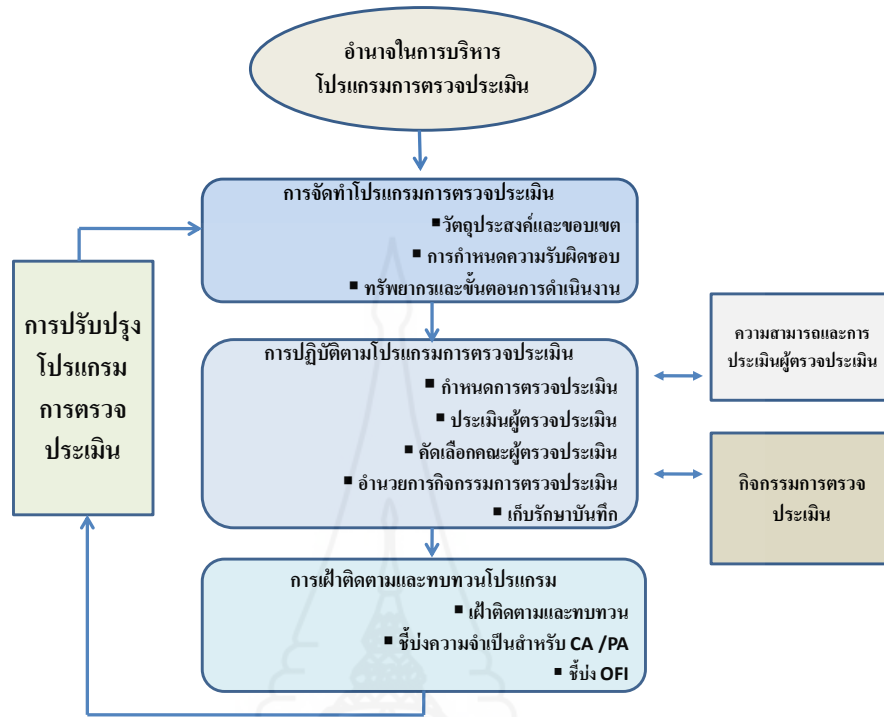 อำนาจในการบริหาร
โปรแกรมการตรวจประเมิน
การจัดทำโปรแกรมการตรวจประเมิน
▪วัตถุประสงค์และขอบเขต
▪ การกำหนดความรับผิดชอบ
▪ ทรัพยากรและขั้นตอนการดำเนินงาน
การปรับปรุง
โปรแกรม
การตรวจ
ประเมิน
การปฏิบัติตามโปรแกรมการตรวจประเมิน
▪ กำหนดการตรวจประเมิน
▪ ประเมินผู้ตรวจประเมิน
▪ คัดเลือกคณะผู้ตรวจประเมิน
▪ อำนวยการกิจกรรมการตรวจประเมิน
▪ เก็บรักษาบันทึก
ความสามารถและการ
ประเมินผู้ตรวจประเมิน
กิจกรรมการตรวจ
ประเมิน
การเฝ้าติดตามและทบทวนโปรแกรม
▪ เฝ้าติดตามและทบทวน
▪ ชี้บ่งความจำเป็นสำหรับ CA /PA
▪ ชี้บ่ง OFI